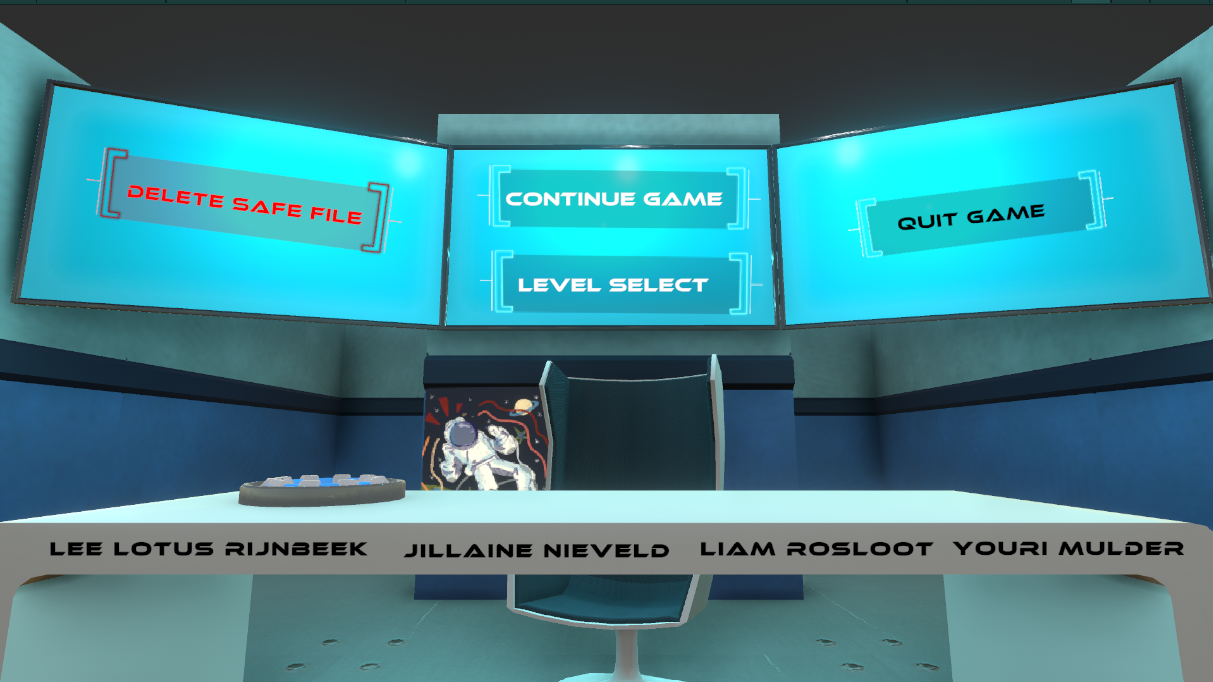 DELETE SAFE FILE
CONTINUE GAME
LEVEL SELECT
QUIT GAME
LEE LOTUS RIJNBEEK JILLAINE NIEVELD LIAM ROSLOOT YOURI MULDER